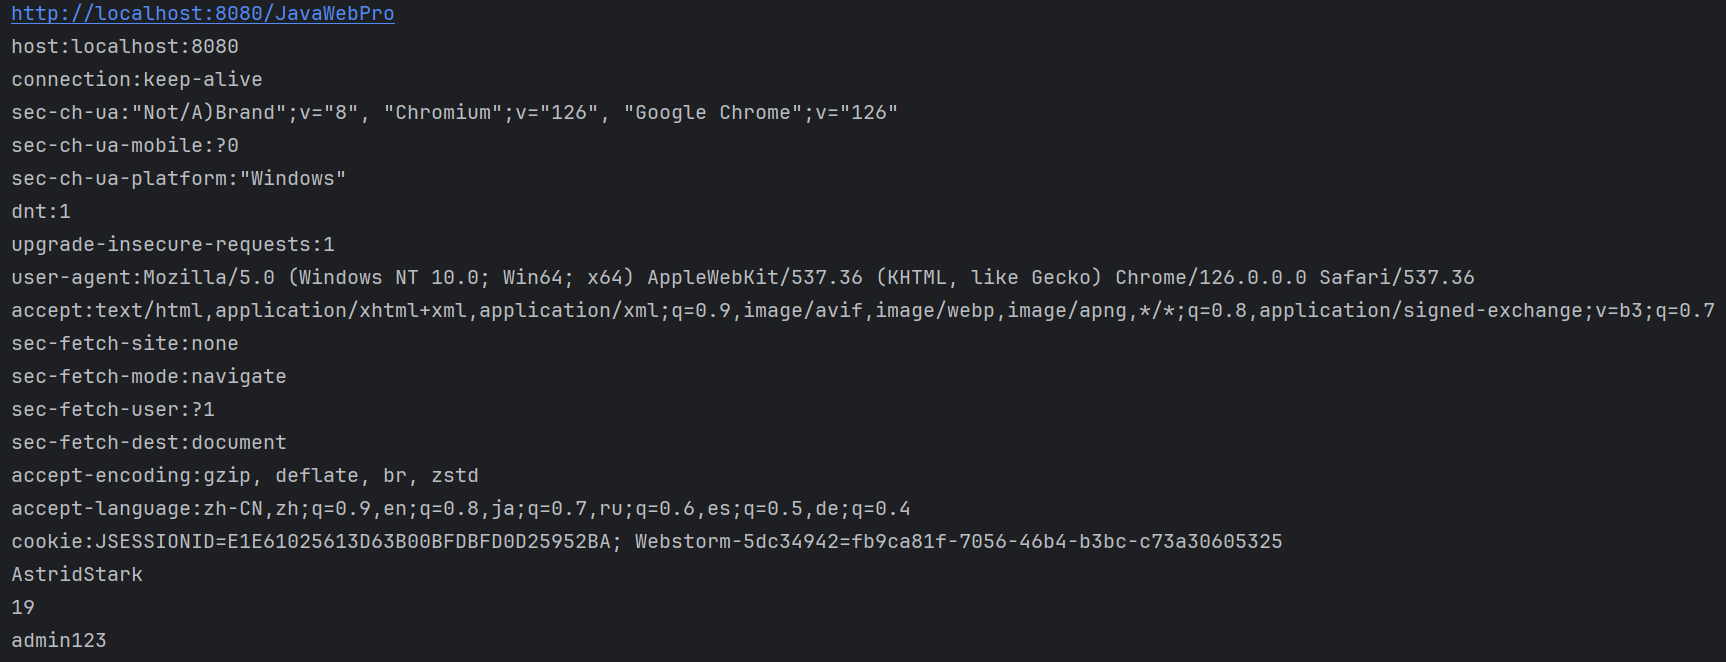 http://localhost:8080/JavaWebPro
host:localhost:8080
connection:keep-alive
sec-ch-ua:"Not/A)Brand";v="8", "Chromium";v="126", "Google Chrome";v="126"
sec-ch-ua-mobile:?0
sec-ch-ua-platform:"Windows"
dnt:1
upgrade-insecure-requests:1
user-agent:Mozilla/5.0 (Windows NT 10.0; Win64; x64) AppleWebKit/537.36 (KHTML, like Gecko) Chrome/126.0.0.0 Safari/537.36
accept:text/html,application/xhtml+xml,application/xml;q=0.9,image/avif,image/webp,image/apng,*/*;q=0.8,application/signed-exchange;v=b3;q=0.7
sec-fetch-site:none
sec-fetch-mode:navigate
sec-fetch-user:?1
sec-fetch-dest:document
accept-encoding:gzip, deflate, br, zstd
accept-language:zh-CN,zh;q=0.9,en;q=0.8,ja;q=0.7,ru;q=0.6,es;q=0.5,de;q=0.4
cookie:JSESSIONID=E1E61025613D63B00BFDBFD0D25952BA; Webstorm-5dc34942=fb9ca81f-7056-46b4-b3bc-c73a30605325
AstridStark
19
admin123